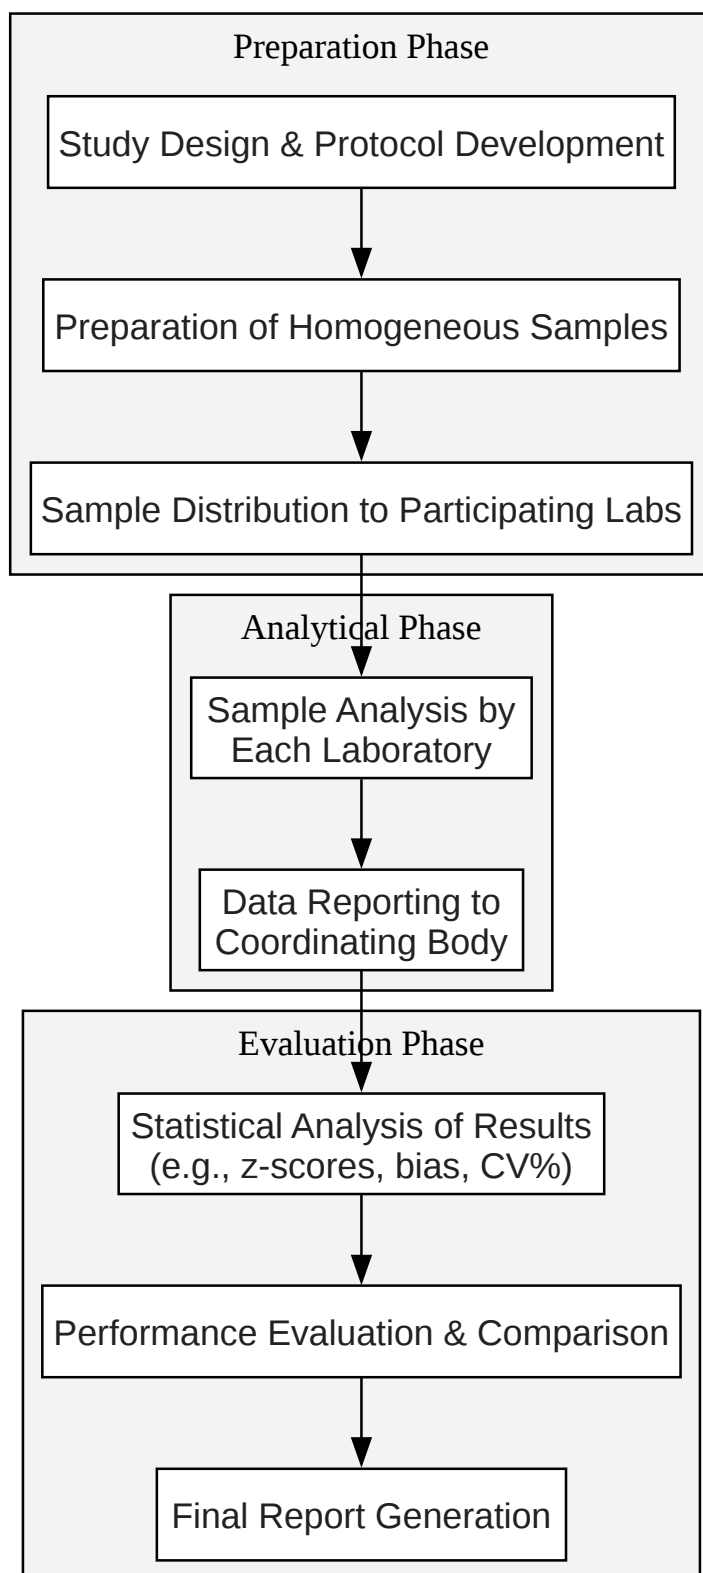 Preparation Phase
Study Design & Protocol Development
Preparation of Homogeneous Samples
Sample Distribution to Participating Labs
Analytical Phase
Sample Analysis by
Each Laboratory
Data Reporting to
Coordinating Body
Evaluation Phase
Statistical Analysis of Results
(e.g., z-scores, bias, CV%)
Performance Evaluation & Comparison
Final Report Generation